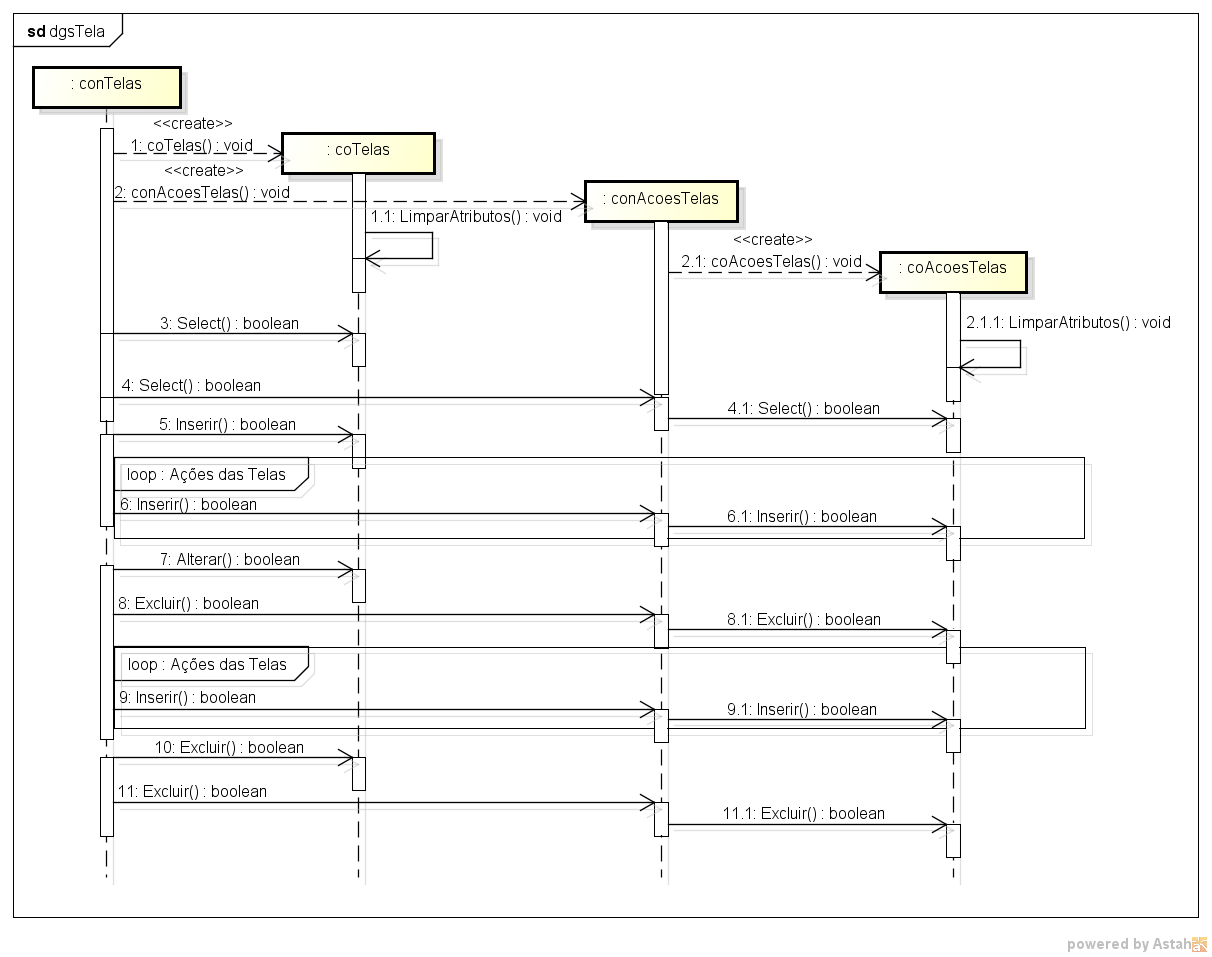 sd dgsTela
: conTelas
<<create>>
1: coTelas() : void
: coTelas
<<create>>
2: conAcoesTelas() : void
: conAcoesTelas
1.1: LimparAtributos() : void
<<create>>
2.1: coAcoesTelas() : void
: coAcoesTelas
3: Select() : boolean
2.1.1: LimparAtributos() : void
4: Select() : boolean
4.1: Select() : boolean
5: Inserir() : boolean
loop : Ações das Telas
6: Inserir() : boolean
6.1: Inserir() : boolean
7: Alterar() : boolean
8: Excluir() : boolean
8.1: Excluir() : boolean
loop : Ações das Telas
9: Inserir() : boolean
9.1: Inserir() : boolean
10: Excluir() : boolean
11: Excluir() : boolean
11.1: Excluir() : boolean
powered by Astah